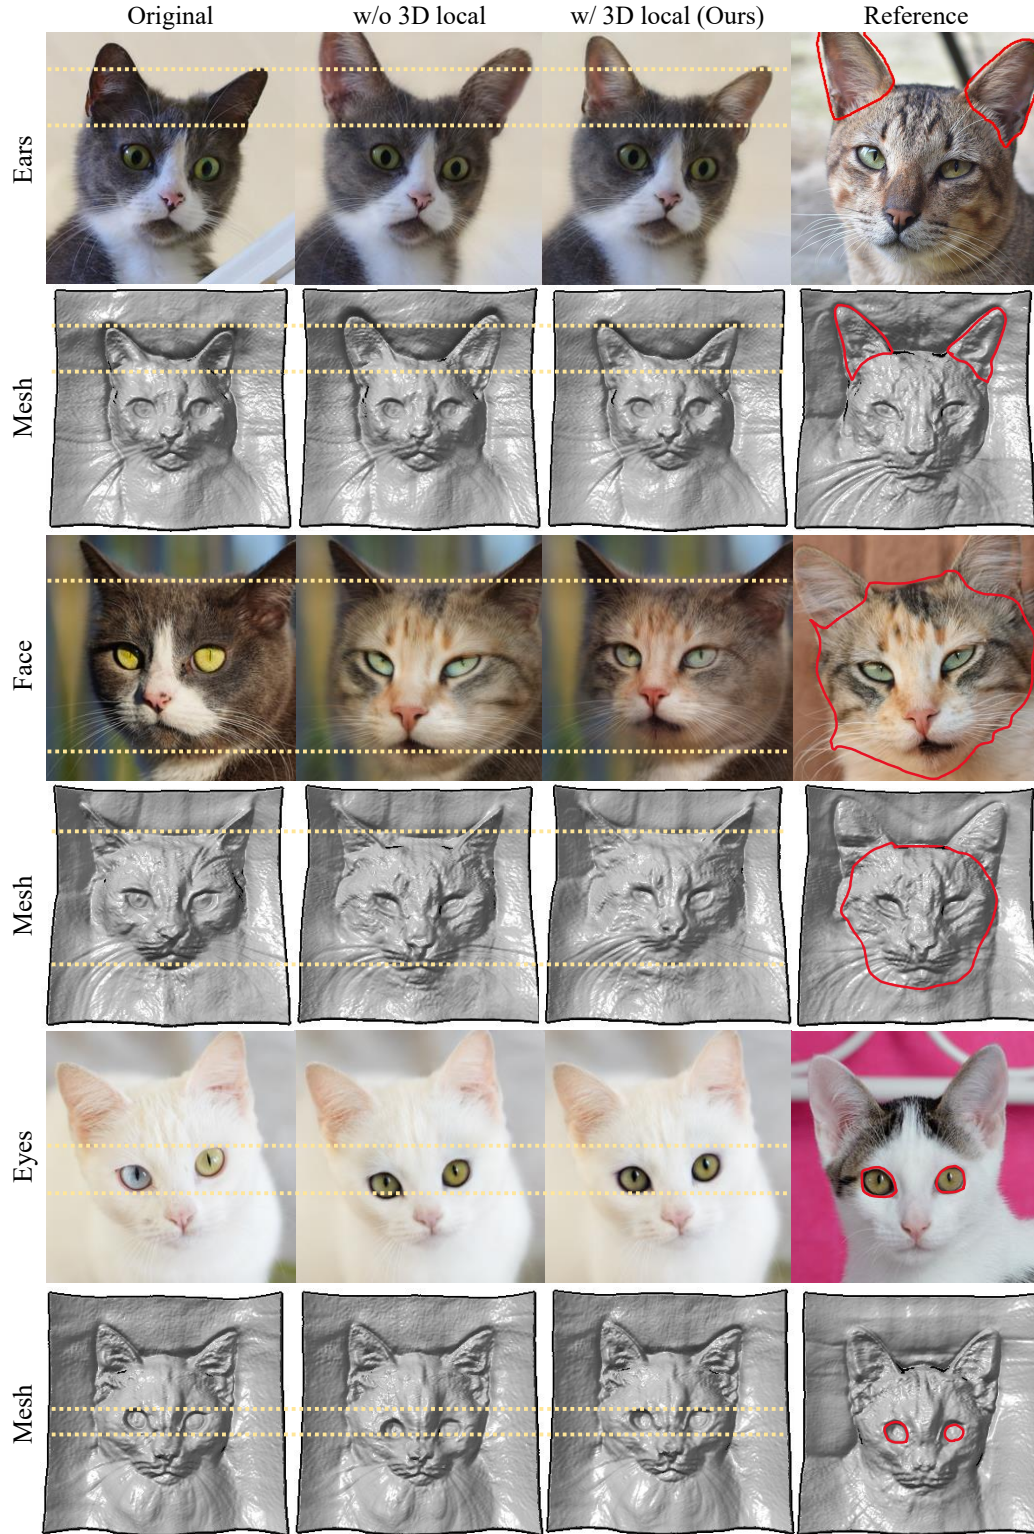 Original w/o 3D local w/ 3D local (Ours) Reference
Ears
Mesh
Face
Mesh
Eyes
Mesh